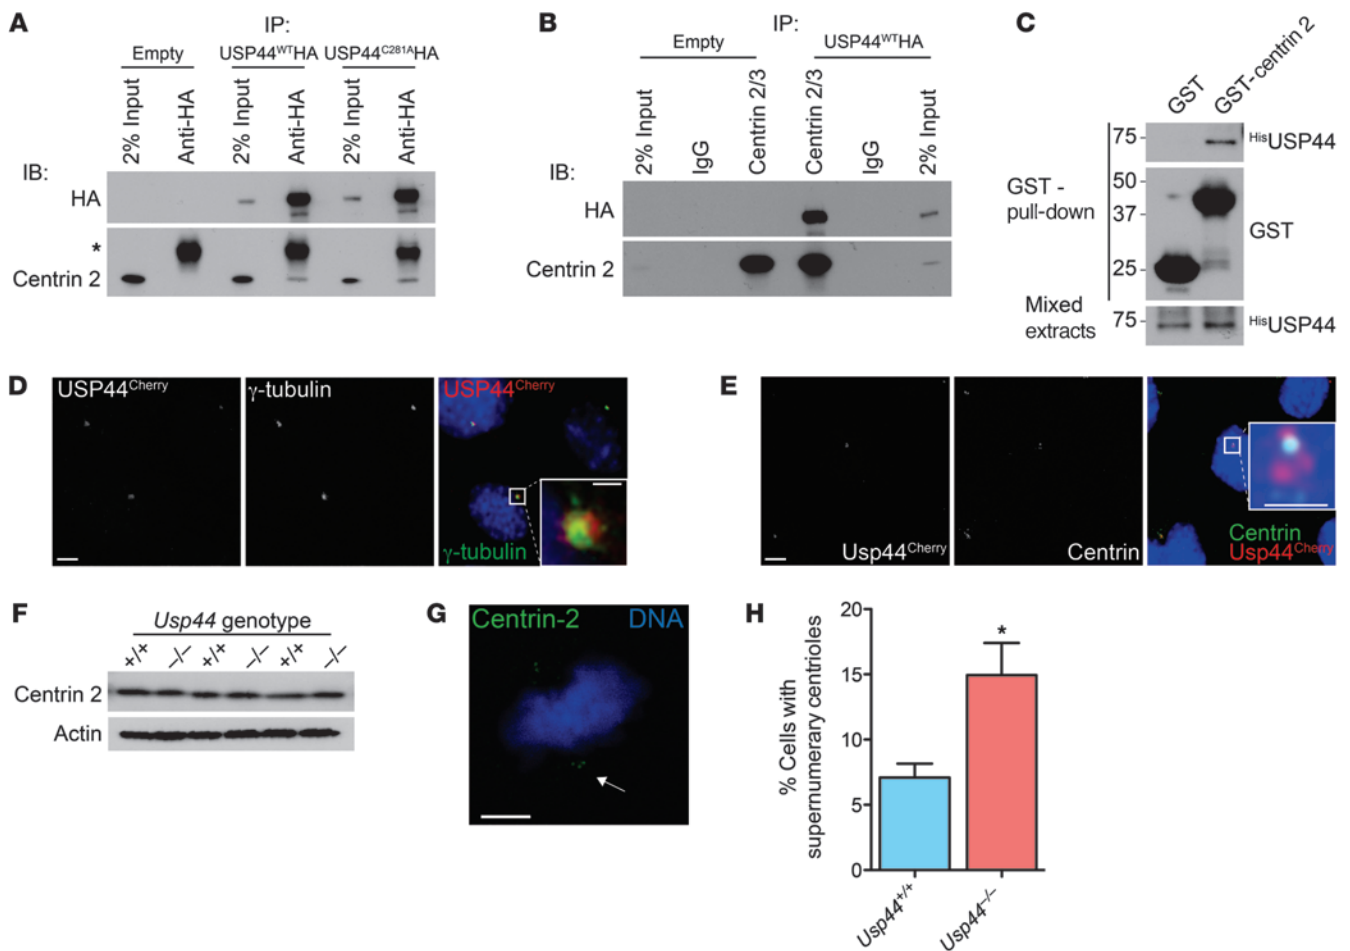 A
IP:
Empty USP44WTHA USP44C281AHA
2% Input Anti-HA 2% Input Anti-HA 2% Input Anti-HA
IB:
HA
*
Centrin 2
B
IP:
Empty USP44WTHA
2% Input IgG Centrin 2/3 Centrin 2/3 IgG 2% Input
IB:
HA
Centrin 2
C
GST GST-centrin 2
75 HisUSP44
50
GST - pull-down
37
GST
25
Mixed extracts
75 HisUSP44
D
USP44Cherry γ-tubulin USP44Cherry
γ-tubulin
E
Usp44Cherry Centrin Centrin
Usp44Cherry
F
Usp44 genotype
+/+ –/– +/+ –/– +/+ –/–
Centrin 2
Actin
G
Centrin-2 DNA
H
% Cells with
supernumerary centrioles
20
15
10
5
0
*
Usp44+/+ Usp44–/–